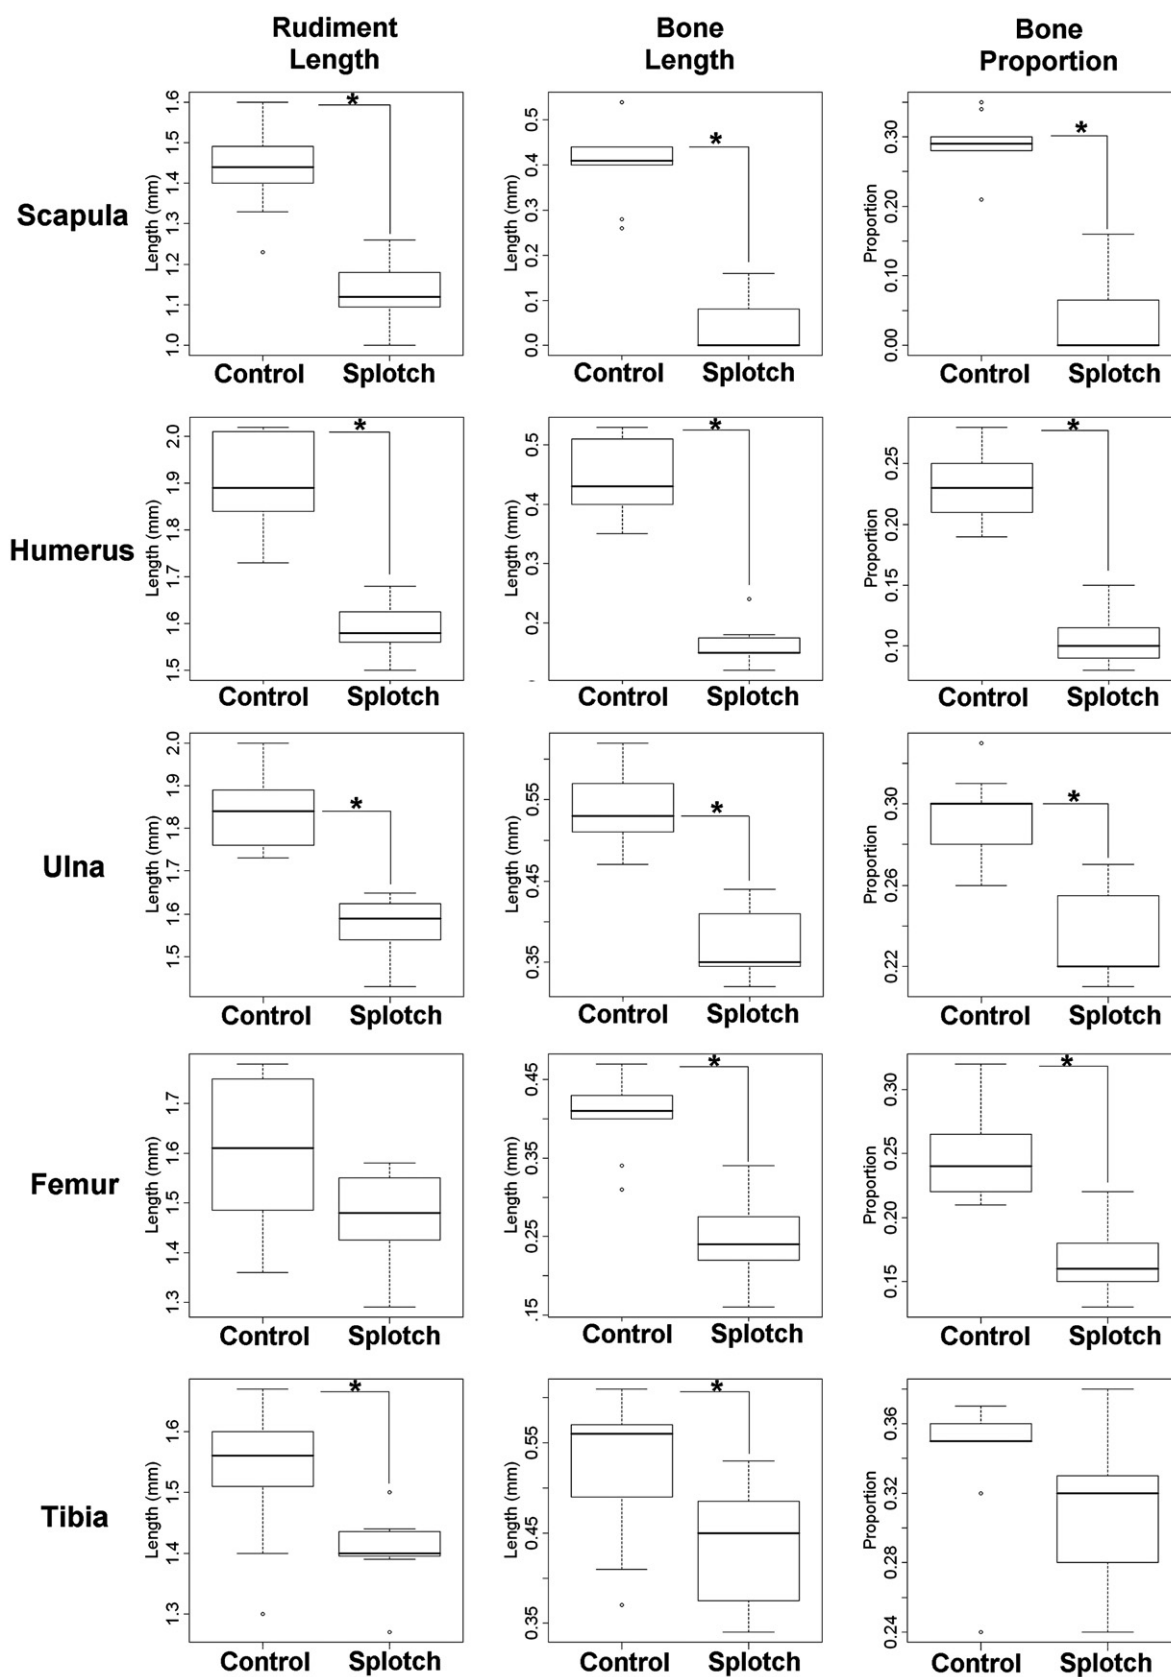 Rudiment Length
Bone Length
Bone Proportion
Scapula
Length (mm)
1.0 1.1 1.2 1.3 1.4 1.5 1.6
Control Splotch
*
Length (mm)
0.0 0.1 0.2 0.3 0.4 0.5
Control Splotch
*
Proportion
0.00 0.10 0.20 0.30
Control Splotch
*
Humerus
Length (mm)
1.5 1.6 1.7 1.8 1.9 2.0
Control Splotch
*
Length (mm)
0.2 0.3 0.4 0.5
Control Splotch
*
Proportion
0.10 0.15 0.20 0.25
Control Splotch
*
Ulna
Length (mm)
1.5 1.6 1.7 1.8 1.9 2.0
Control Splotch
*
Length (mm)
0.35 0.45 0.55
Control Splotch
*
Proportion
0.22 0.26 0.30
Control Splotch
*
Femur
Length (mm)
1.3 1.4 1.5 1.6 1.7
Control Splotch
Length (mm)
.15 0.25 0.35 0.45
Control Splotch
*
Proportion
0.15 0.20 0.25 0.30
Control Splotch
*
Tibia
Length (mm)
1.3 1.4 1.5 1.6
Control Splotch
*
Length (mm)
0.35 0.45 0.55
Control Splotch
*
Proportion
0.24 0.28 0.32 0.36
Control Splotch